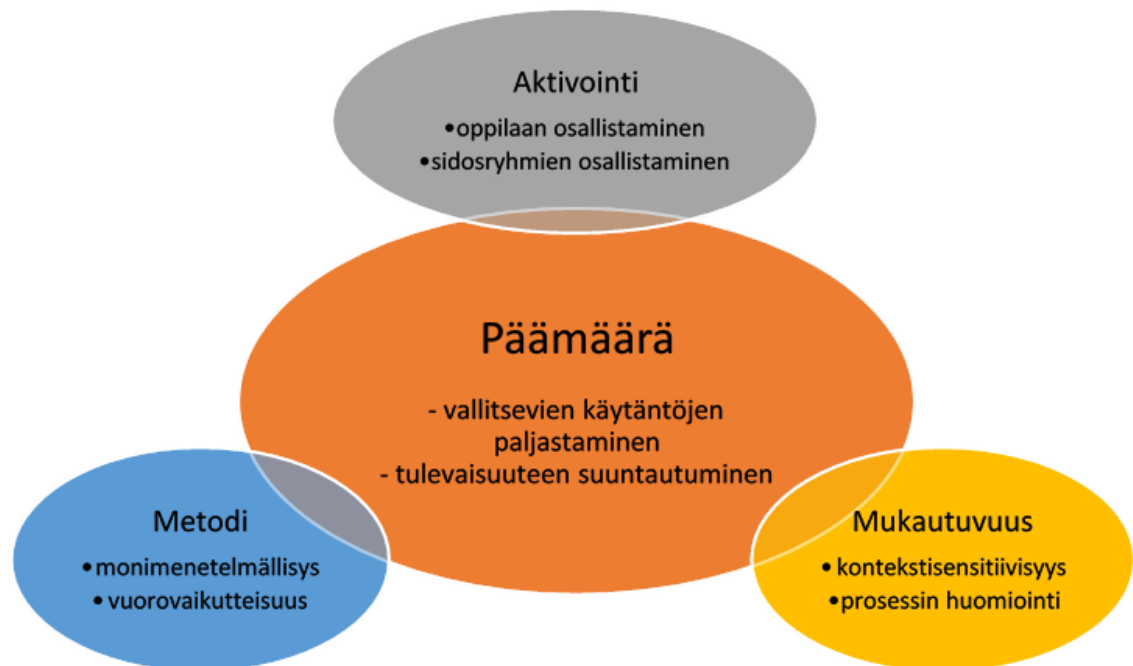 Aktivointi
•oppilaan osallistaminen
•sidosryhmien osallistaminen
Päämäärä
- vallitsevien käytäntöjen
paljastaminen
- tulevaisuuteen suuntautuminen
Metodi
•monimenetelmällisys
•vuorovaikutteisuus
Mukautuvuus
•kontekstisensitiivisyys
•prosessin huomiointi